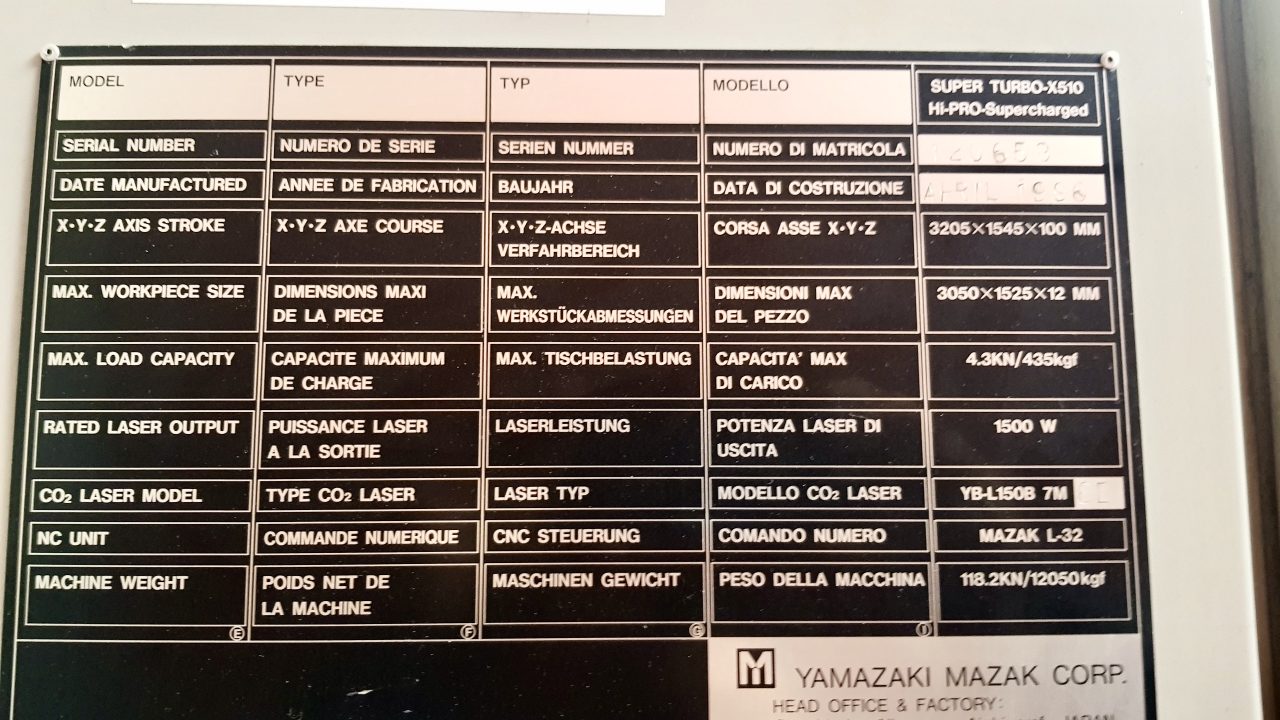 MODEL TYPE TYP MODELLO SUPER TURBO-X510
Hi-PRO-Supercharged
SERIAL NUMBER NUMERO DE SERIE SERIEN NUMMER NUMERO DI MATRICOLA
DATE MANUFACTURED ANNEE DE FABRICATION BAUJAHR DATA DI COSTRUZIONE APRIL 1996
X·Y·Z AXIS STROKE X·Y·Z AXE COURSE X·Y·Z-ACHSE CORSA ASSE X·Y·Z 3205×1545×100 MM
VERFAHRBEREICH
MAX. WORKPIECE SIZE DIMENSIONS MAXI MAX. DIMENSIONI MAX 3050×1525×12 MM
DE LA PIECE WERKSTÜCKABMESSUNGEN DEL PEZZO
MAX. LOAD CAPACITY CAPACITE MAXIMUM MAX. TISCHBELASTUNG CAPACITA' MAX 4.3KN/435kgf
DE CHARGE DI CARICO
RATED LASER OUTPUT PUISSANCE LASER LASERLEISTUNG POTENZA LASER DI 1500 W
A LA SORTIE USCITA
CO₂ LASER MODEL TYPE CO₂ LASER LASER TYP MODELLO CO₂ LASER YB-L150B 7M
NC UNIT COMMANDE NUMERIQUE CNC STEUERUNG COMANDO NUMERO MAZAK L-32
MACHINE WEIGHT POIDS NET DE MASCHINEN GEWICHT PESO DELLA MACCHINA 118.2KN/12050kgf
LA MACHINE
E F G I
M YAMAZAKI MAZAK CORP.
HEAD OFFICE & FACTORY: